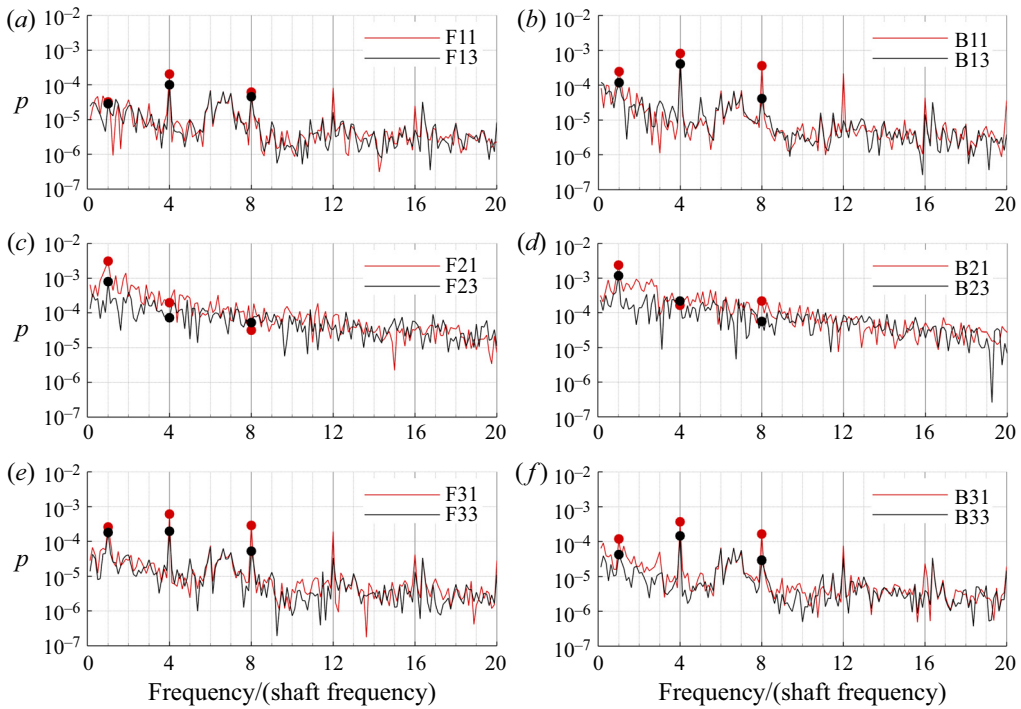 (a)
10⁻²
10⁻³
10⁻⁴
10⁻⁵
10⁻⁶
10⁻⁷
p
F11
F13
0 4 8 12 16 20
(b)
10⁻²
10⁻³
10⁻⁴
10⁻⁵
10⁻⁶
10⁻⁷
B11
B13
0 4 8 12 16 20
(c)
10⁻²
10⁻³
10⁻⁴
10⁻⁵
10⁻⁶
10⁻⁷
p
F21
F23
0 4 8 12 16 20
(d)
10⁻²
10⁻³
10⁻⁴
10⁻⁵
10⁻⁶
10⁻⁷
B21
B23
0 4 8 12 16 20
(e)
10⁻²
10⁻³
10⁻⁴
10⁻⁵
10⁻⁶
10⁻⁷
p
F31
F33
0 4 8 12 16 20
Frequency/(shaft frequency)
(f)
10⁻²
10⁻³
10⁻⁴
10⁻⁵
10⁻⁶
10⁻⁷
B31
B33
0 4 8 12 16 20
Frequency/(shaft frequency)